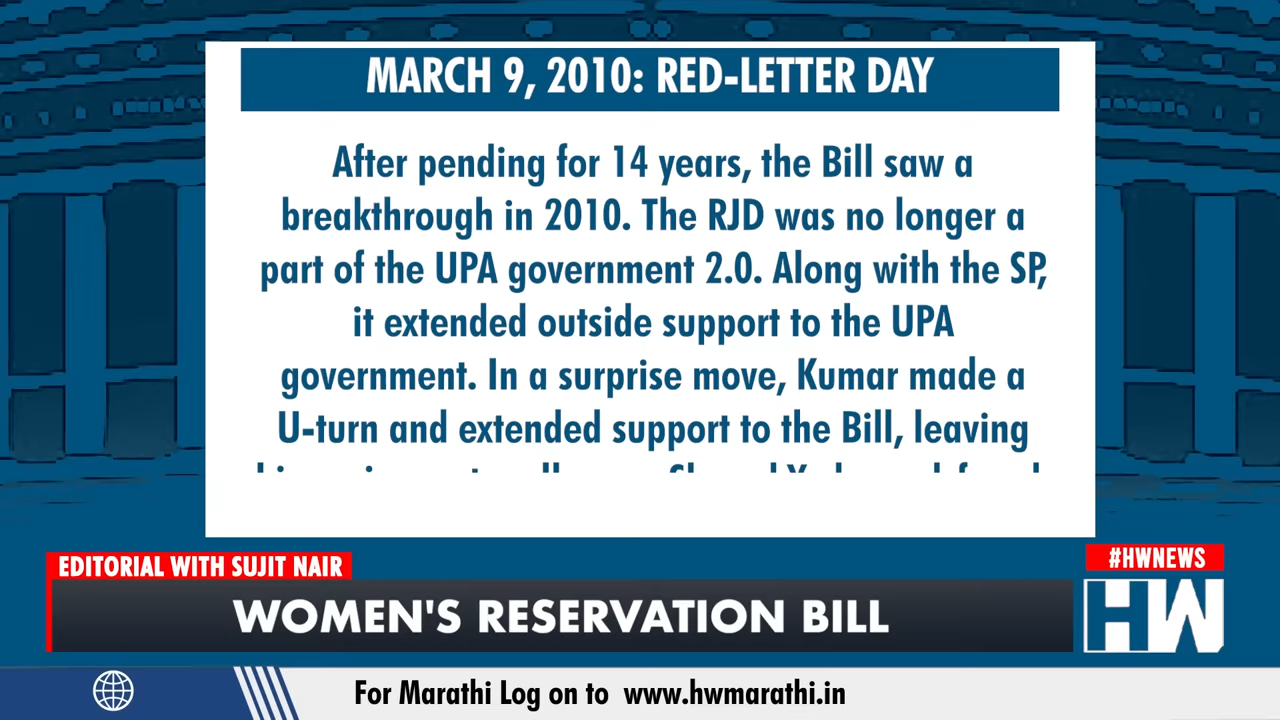 MARCH 9, 2010: RED-LETTER DAY
After pending for 14 years, the Bill saw a
breakthrough in 2010. The RJD was no longer a
part of the UPA government 2.0. Along with the SP,
it extended outside support to the UPA
government. In a surprise move, Kumar made a
U-turn and extended support to the Bill, leaving
EDITORIAL WITH SUJIT NAIR
#HWNEWS
WOMEN'S RESERVATION BILL
HW
For Marathi Log on to www.hwmarathi.in